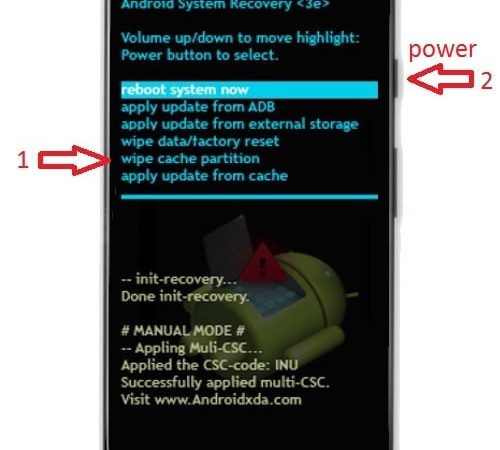 Android System Recovery <3e>
Volume up/down to move highlight:
Power button to select.
power
reboot system now
2
apply update from ADB
apply update from external storage
wipe data/factory reset
1
wipe cache partition
apply update from cache
-- init-recovery...
Done init-recovery.
# MANUAL MODE #
-- Appling Muli-CSC...
Applied the CSC-code: INU
Successfully applied multi-CSC.
Visit www.Androidxda.com